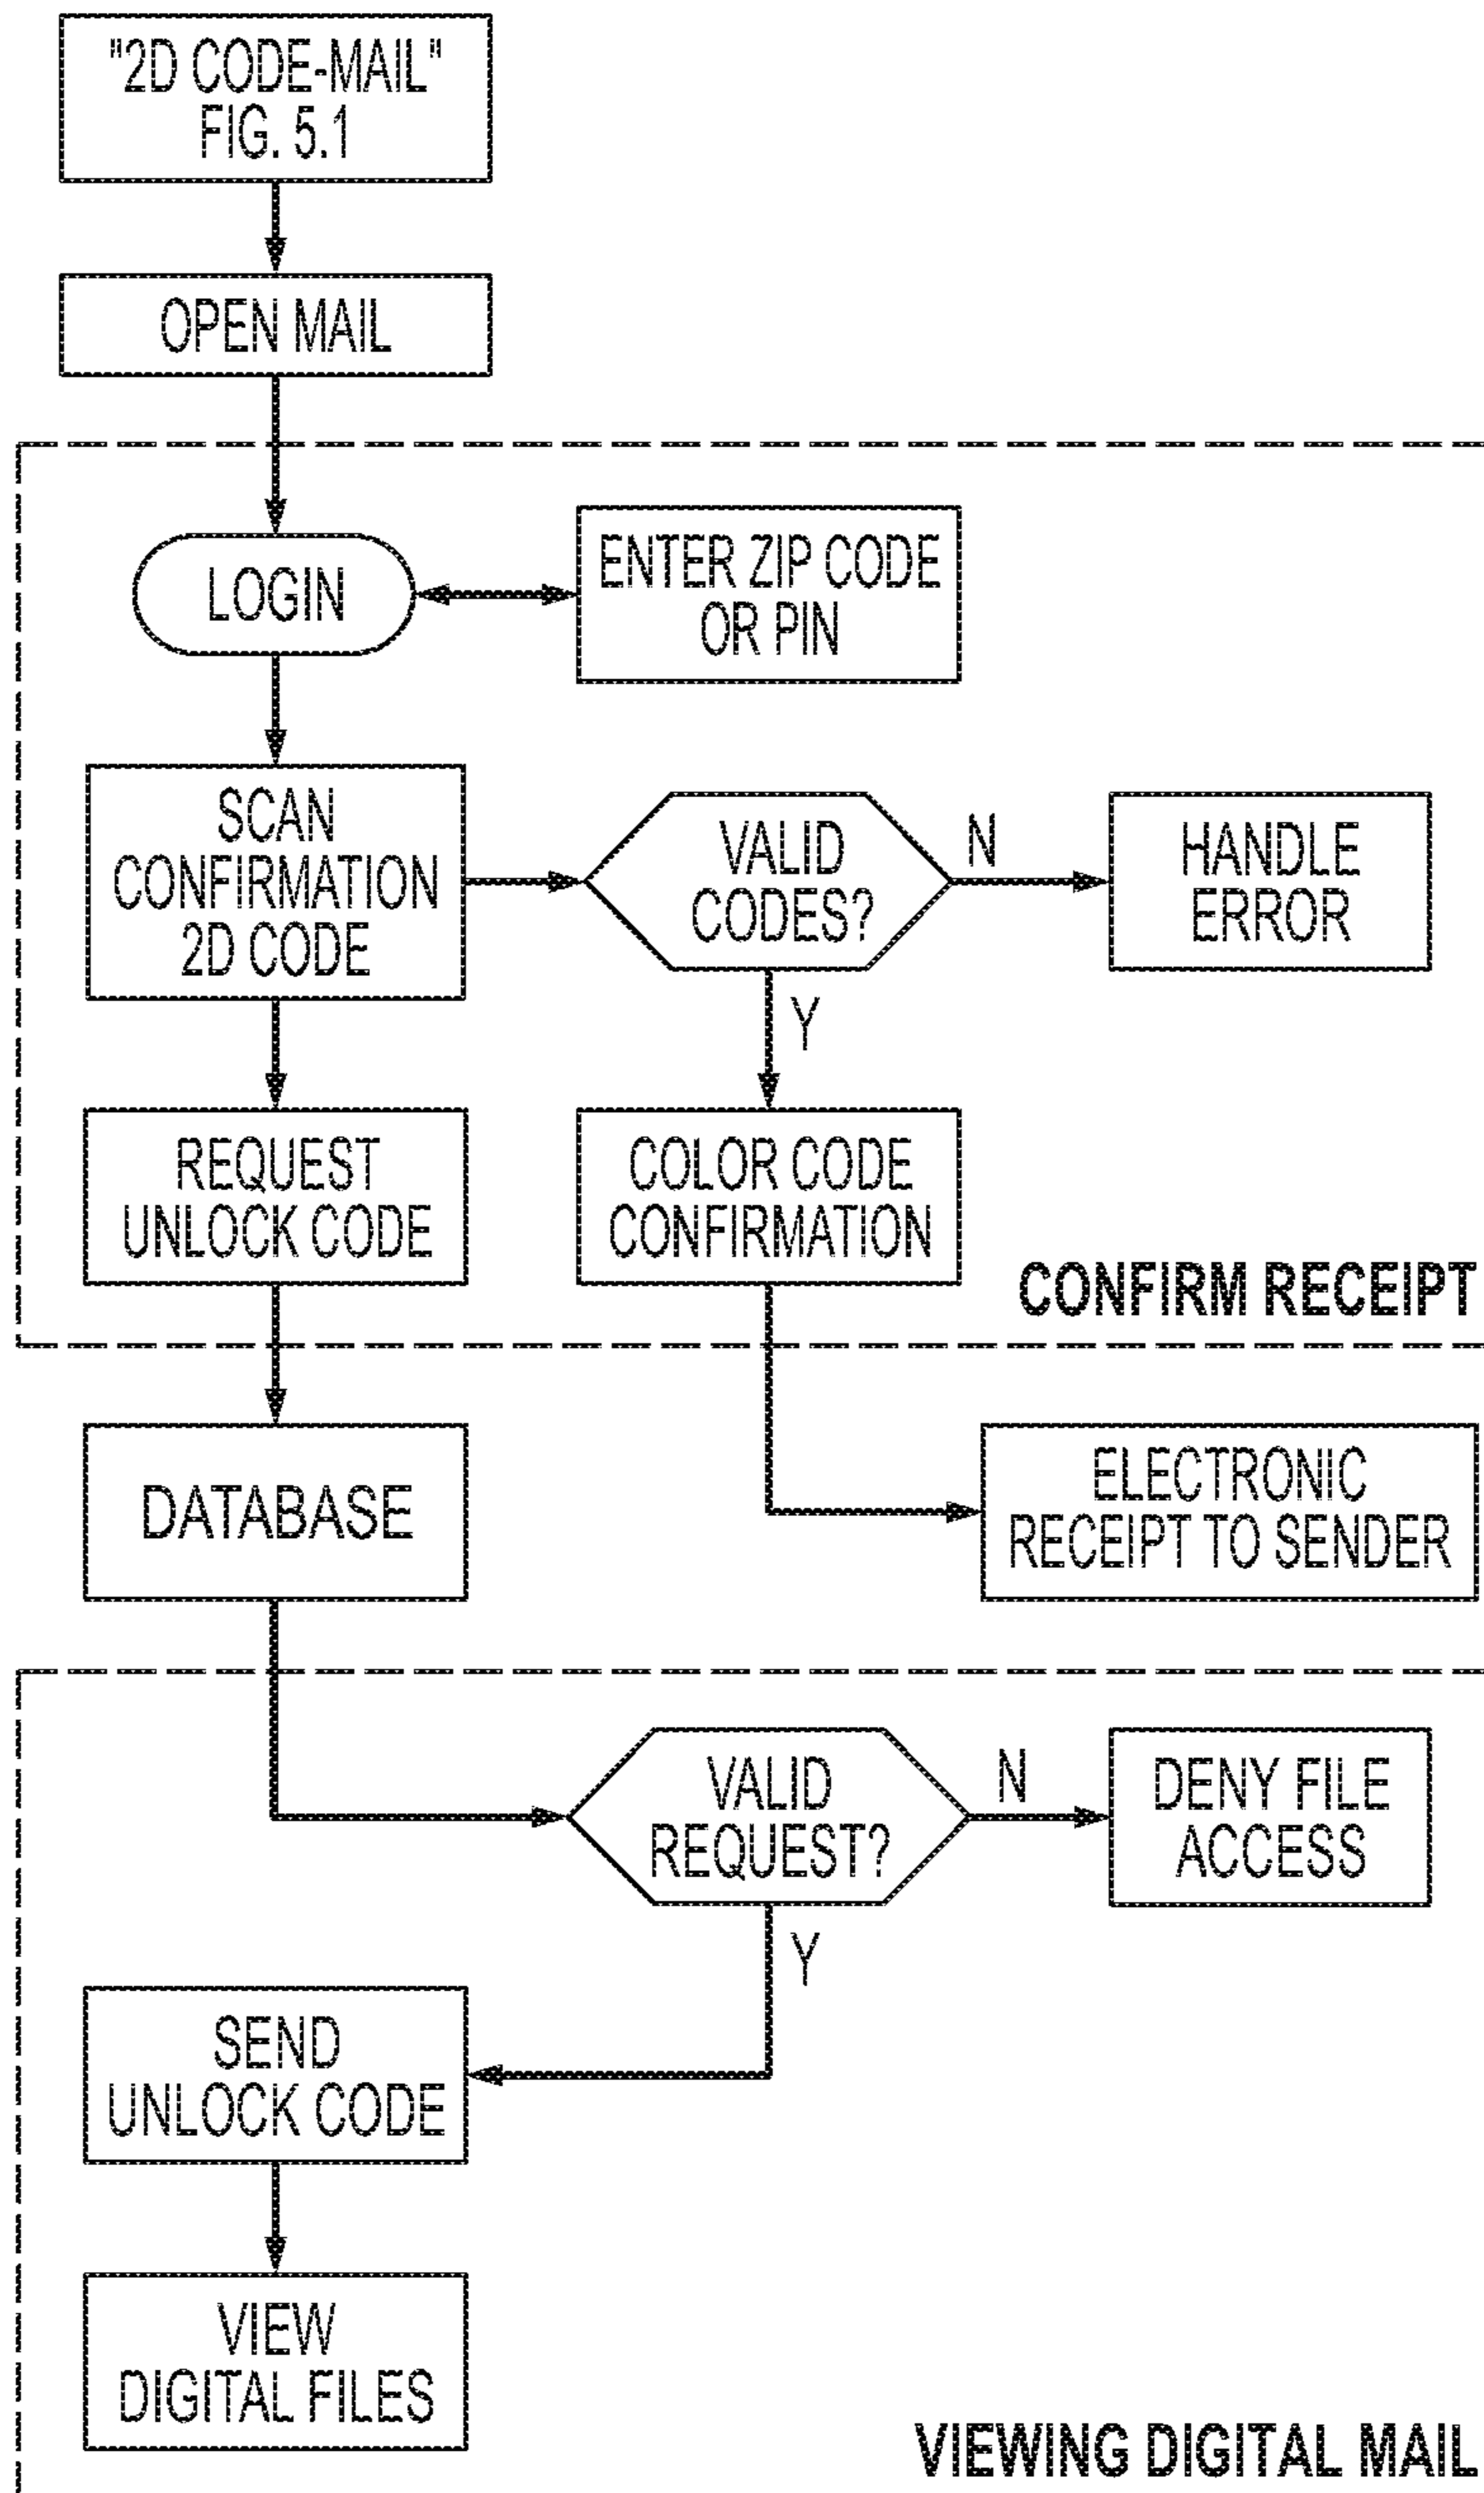 "2D CODE-MAIL"
FIG. 5.1
OPEN MAIL
LOGIN
ENTER ZIP CODE
OR PIN
SCAN
CONFIRMATION
2D CODE
VALID
CODES?
N
HANDLE
ERROR
Y
REQUEST
UNLOCK CODE
COLOR CODE
CONFIRMATION
CONFIRM RECEIPT
DATABASE
ELECTRONIC
RECEIPT TO SENDER
VALID
REQUEST?
N
DENY FILE
ACCESS
Y
SEND
UNLOCK CODE
VIEW
DIGITAL FILES
VIEWING DIGITAL MAIL